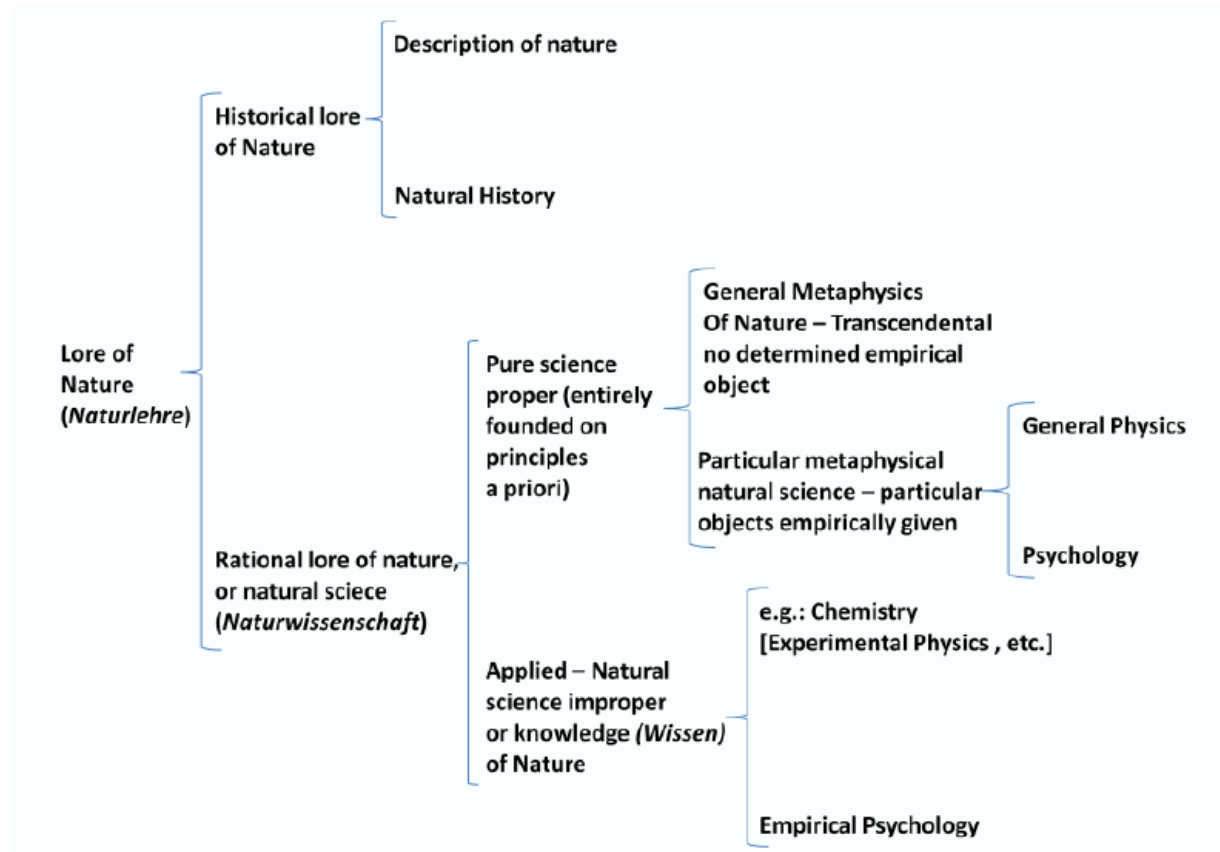 Description of nature
Historical lore
of Nature
Natural History
Lore of
Nature
(Naturlehre)
Pure science
proper (entirely
founded on
principles
a priori)
General Metaphysics
Of Nature – Transcendental
no determined empirical
object
Particular metaphysical
natural science – particular
objects empirically given
General Physics
Psychology
Rational lore of nature,
or natural sciece
(Naturwissenschaft)
Applied – Natural
science improper
or knowledge (Wissen)
of Nature
e.g.: Chemistry
[Experimental Physics , etc.]
Empirical Psychology